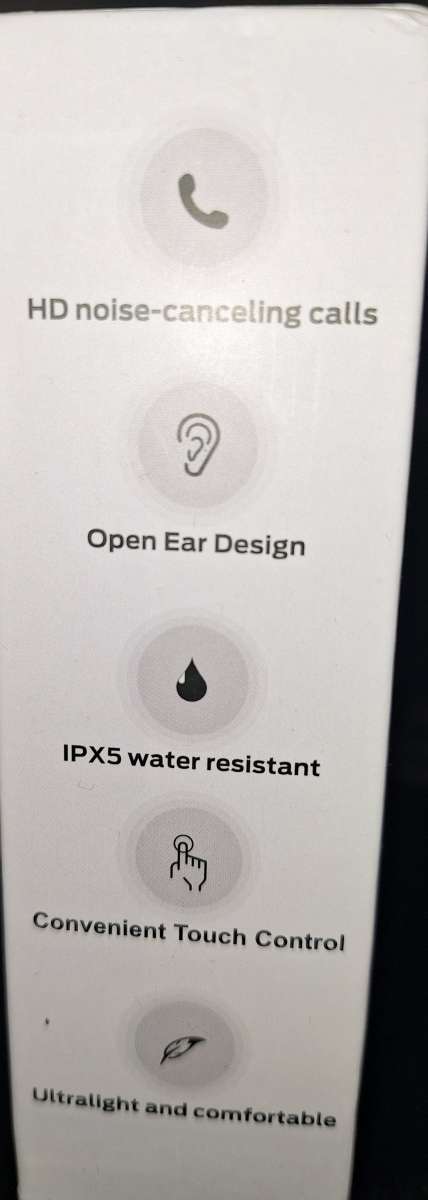 HD noise-canceling calls
Open Ear Design
IPX5 water resistant
Convenient Touch Control
Ultralight and comfortable